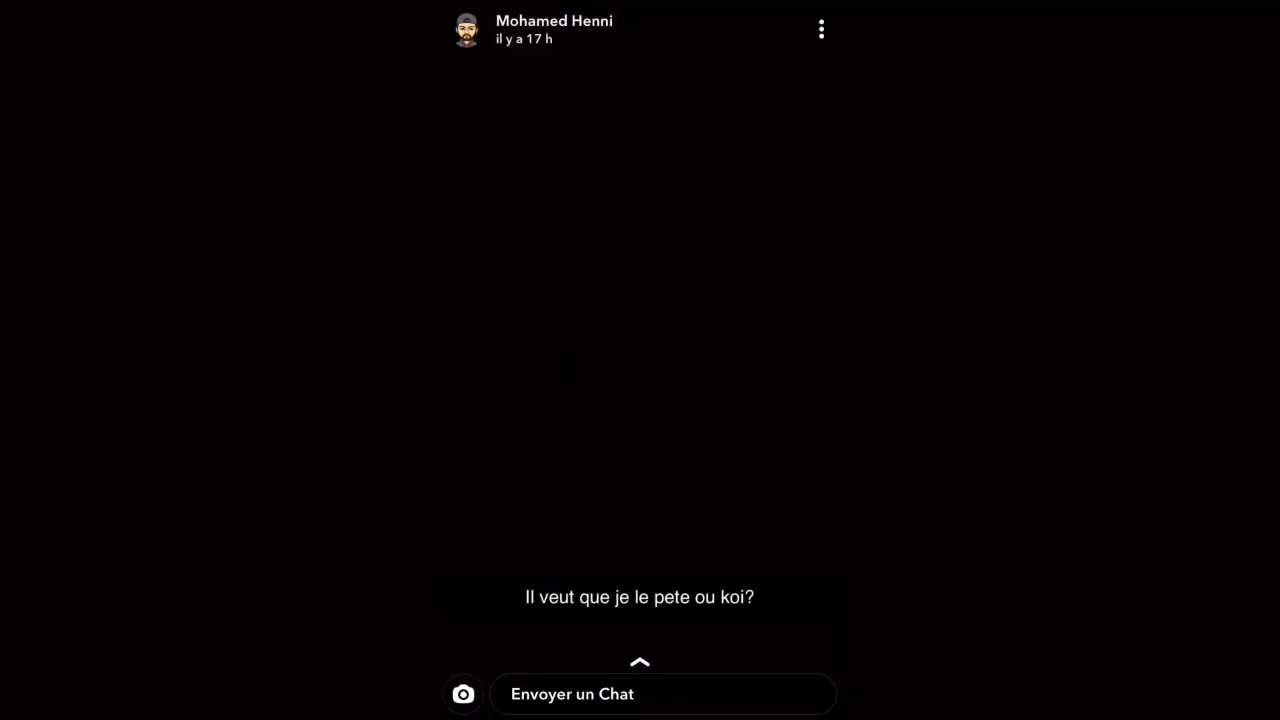 Mohamed Henni
il y a 17 h
Il veut que je le pete ou koi?
Envoyer un Chat